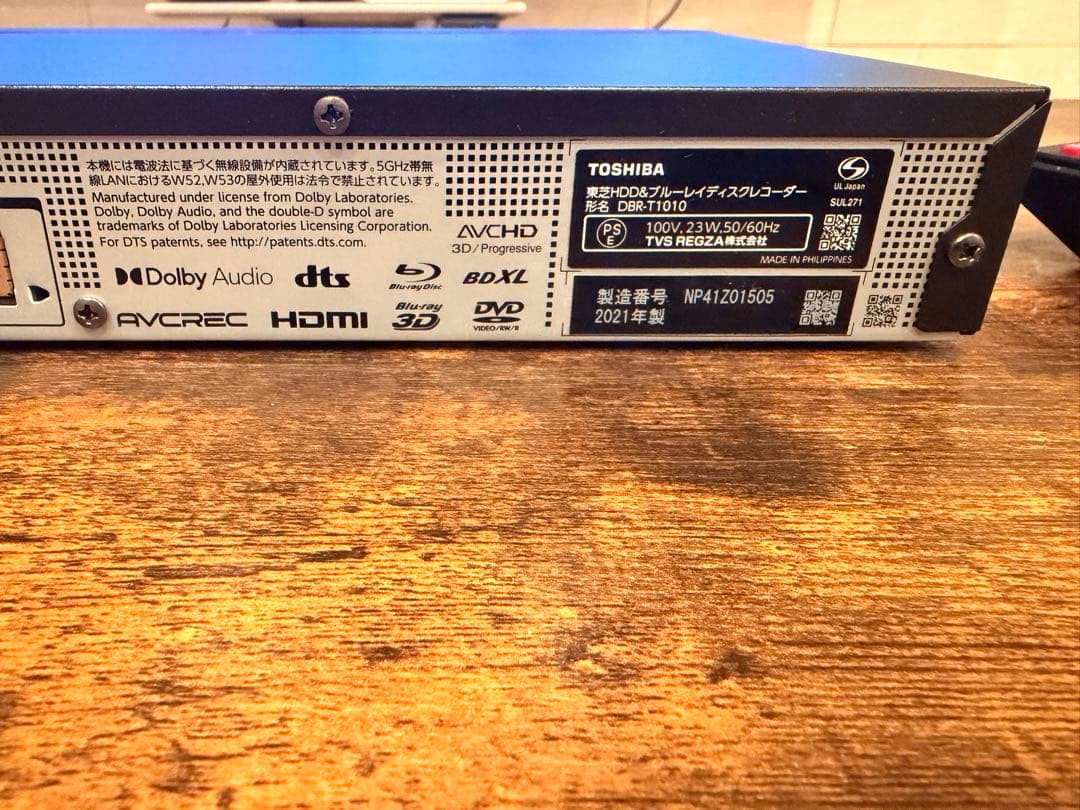 本機には電波法に基づく無線設備が内蔵されています。5GHz帯無
線LANにおけるW52,W53の屋外使用は法令で禁止されています。
Manufactured under license from Dolby Laboratories.
Dolby, Dolby Audio, and the double-D symbol are
trademarks of Dolby Laboratories Licensing Corporation.
For DTS paternts, see http://patents.dts.com.
AVCHD
3D/Progressive
Dolby Audio
dts
Blu-ray Disc
BDXL
AVCREC
HDMI
Blu-ray
3D
DVD
VIDEO/RW/R
TOSHIBA
東芝HDD&ブルーレイディスクレコーダー
形名 DBR-T1010
PS
E
100V, 23W, 50/60Hz
TVS REGZA株式会社
UL Japan
SUL271
MADE IN PHILIPPINES
製造番号 NP41Z01505
2021年製